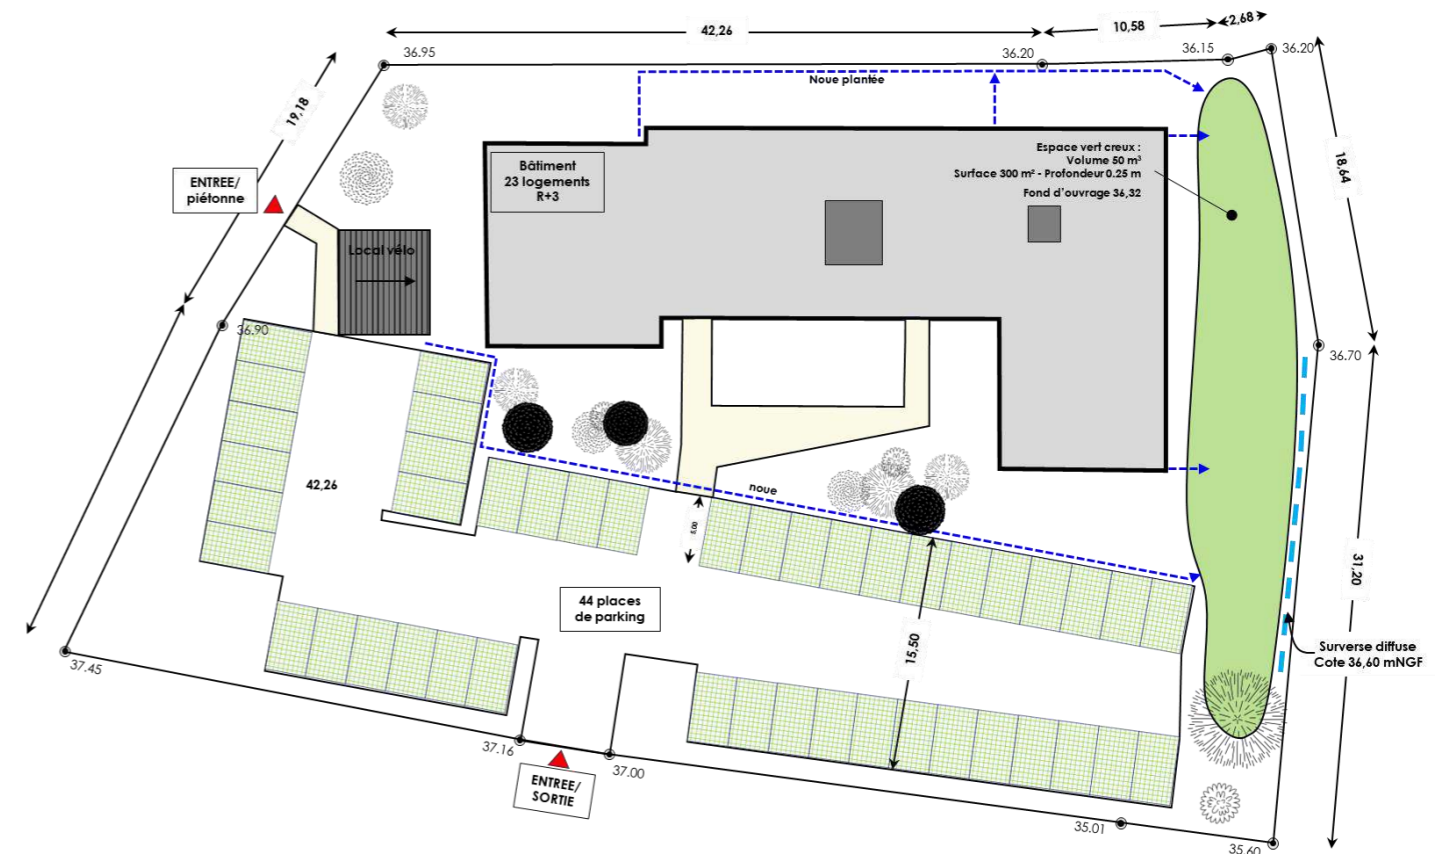 42,26
10,58
2,68
36.95
36.20
36.15
36.20
Noue plantée
19,18
Bâtiment
23 logements
R+3
Espace vert creux :
Volume 50 m³
Surface 300 m² - Profondeur 0.25 m
Fond d'ouvrage 36,32
18,64
ENTREE/
piétonne
Local vélo
36.90
36.70
42,26
noue
5,00
31,20
44 places
de parking
15,50
Surverse diffuse
Cote 36,60 mNGF
37.45
37.16
37.00
ENTREE/
SORTIE
35.01
35.60